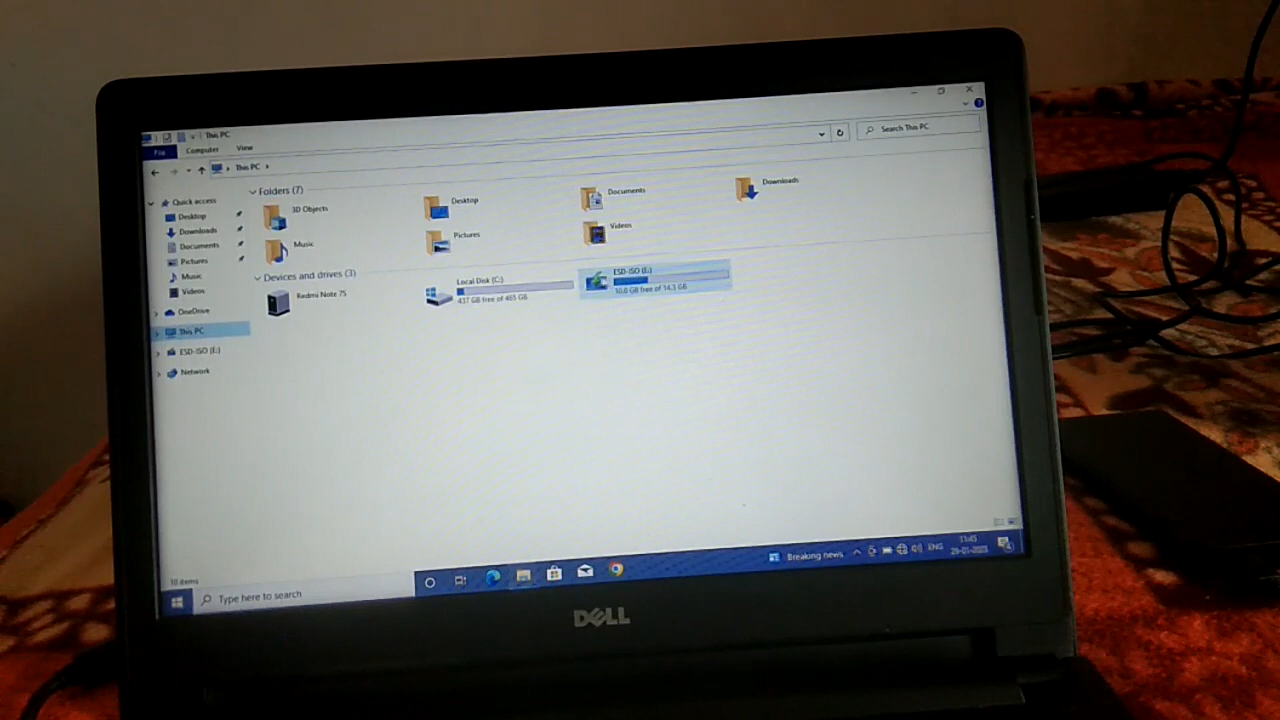 This PC
File Computer View
This PC
Search This PC
Quick access
Desktop
Downloads
Documents
Pictures
Music
Videos
OneDrive
This PC
ESD-ISO (E:)
Network
Folders (7)
3D Objects
Desktop
Documents
Downloads
Music
Pictures
Videos
Devices and drives (3)
Redmi Note 7S
Local Disk (C:)
437 GB free of 465 GB
ESD-ISO (E:)
10.0 GB free of 14.3 GB
10 items
Type here to search
Breaking news
ENG
11:45
DELL